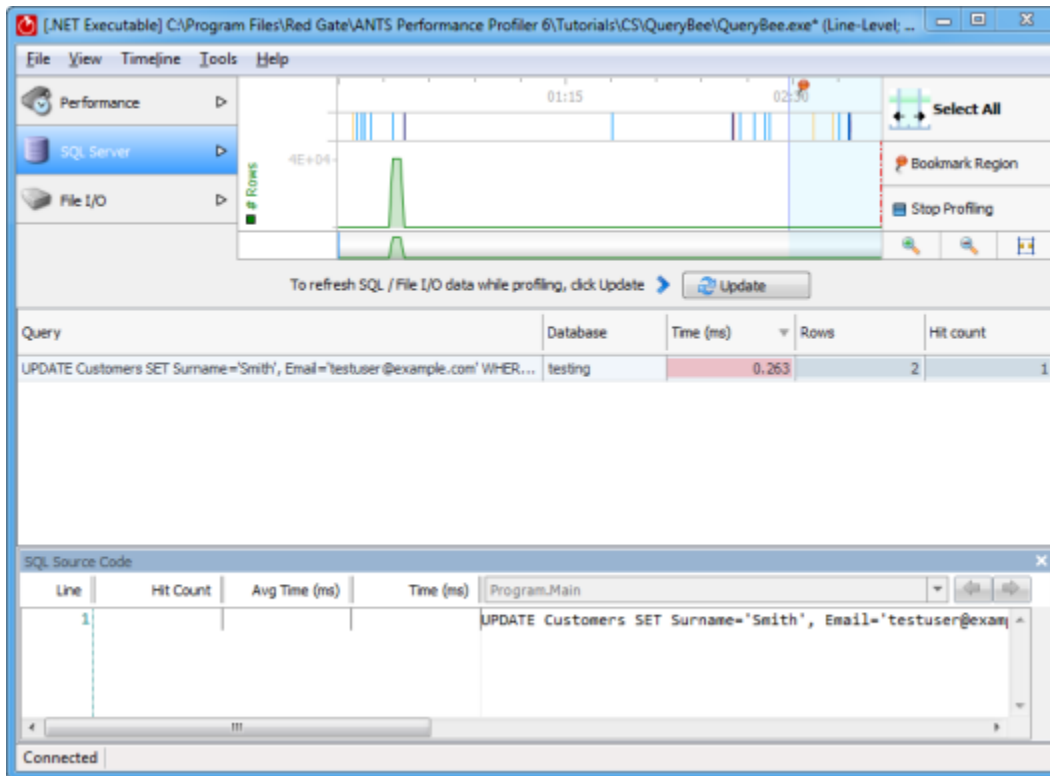 [.NET Executable] C:\Program Files\Red Gate\ANTS Performance Profiler 6\Tutorials\CS\QueryBee\QueryBee.exe* (Line-Level; ...
File View Timeline Tools Help
Performance
SQL Server
File I/O
# Rows
4E+04
01:15
02:30
Select All
Bookmark Region
Stop Profiling
To refresh SQL / File I/O data while profiling, click Update
Update
Query Database Time (ms) Rows Hit count
UPDATE Customers SET Surname='Smith', Email='testuser@example.com' WHER... testing 0.263 2 1
SQL Source Code
Line Hit Count Avg Time (ms) Time (ms) Program.Main
1 UPDATE Customers SET Surname='Smith', Email='testuser@exam
Connected